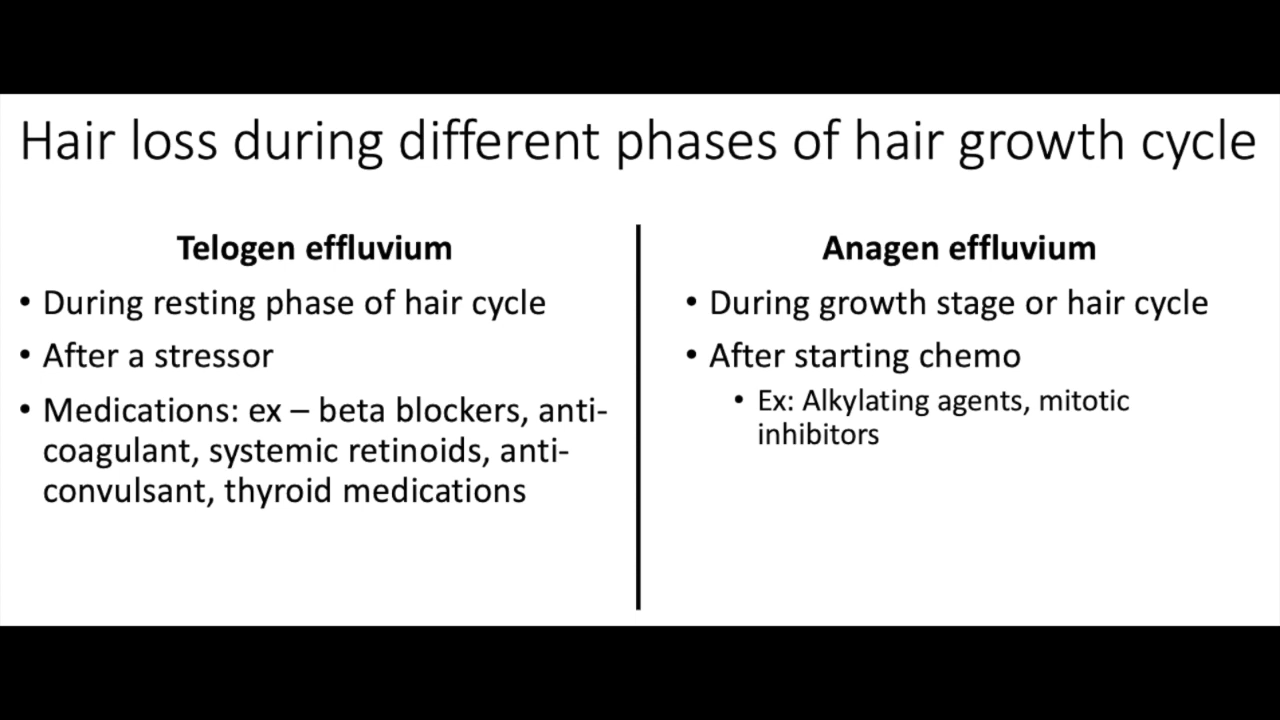 Hair loss during different phases of hair growth cycle
Telogen effluvium
• During resting phase of hair cycle
• After a stressor
• Medications: ex – beta blockers, anti-
coagulant, systemic retinoids, anti-
convulsant, thyroid medications
Anagen effluvium
• During growth stage or hair cycle
• After starting chemo
• Ex: Alkylating agents, mitotic
inhibitors